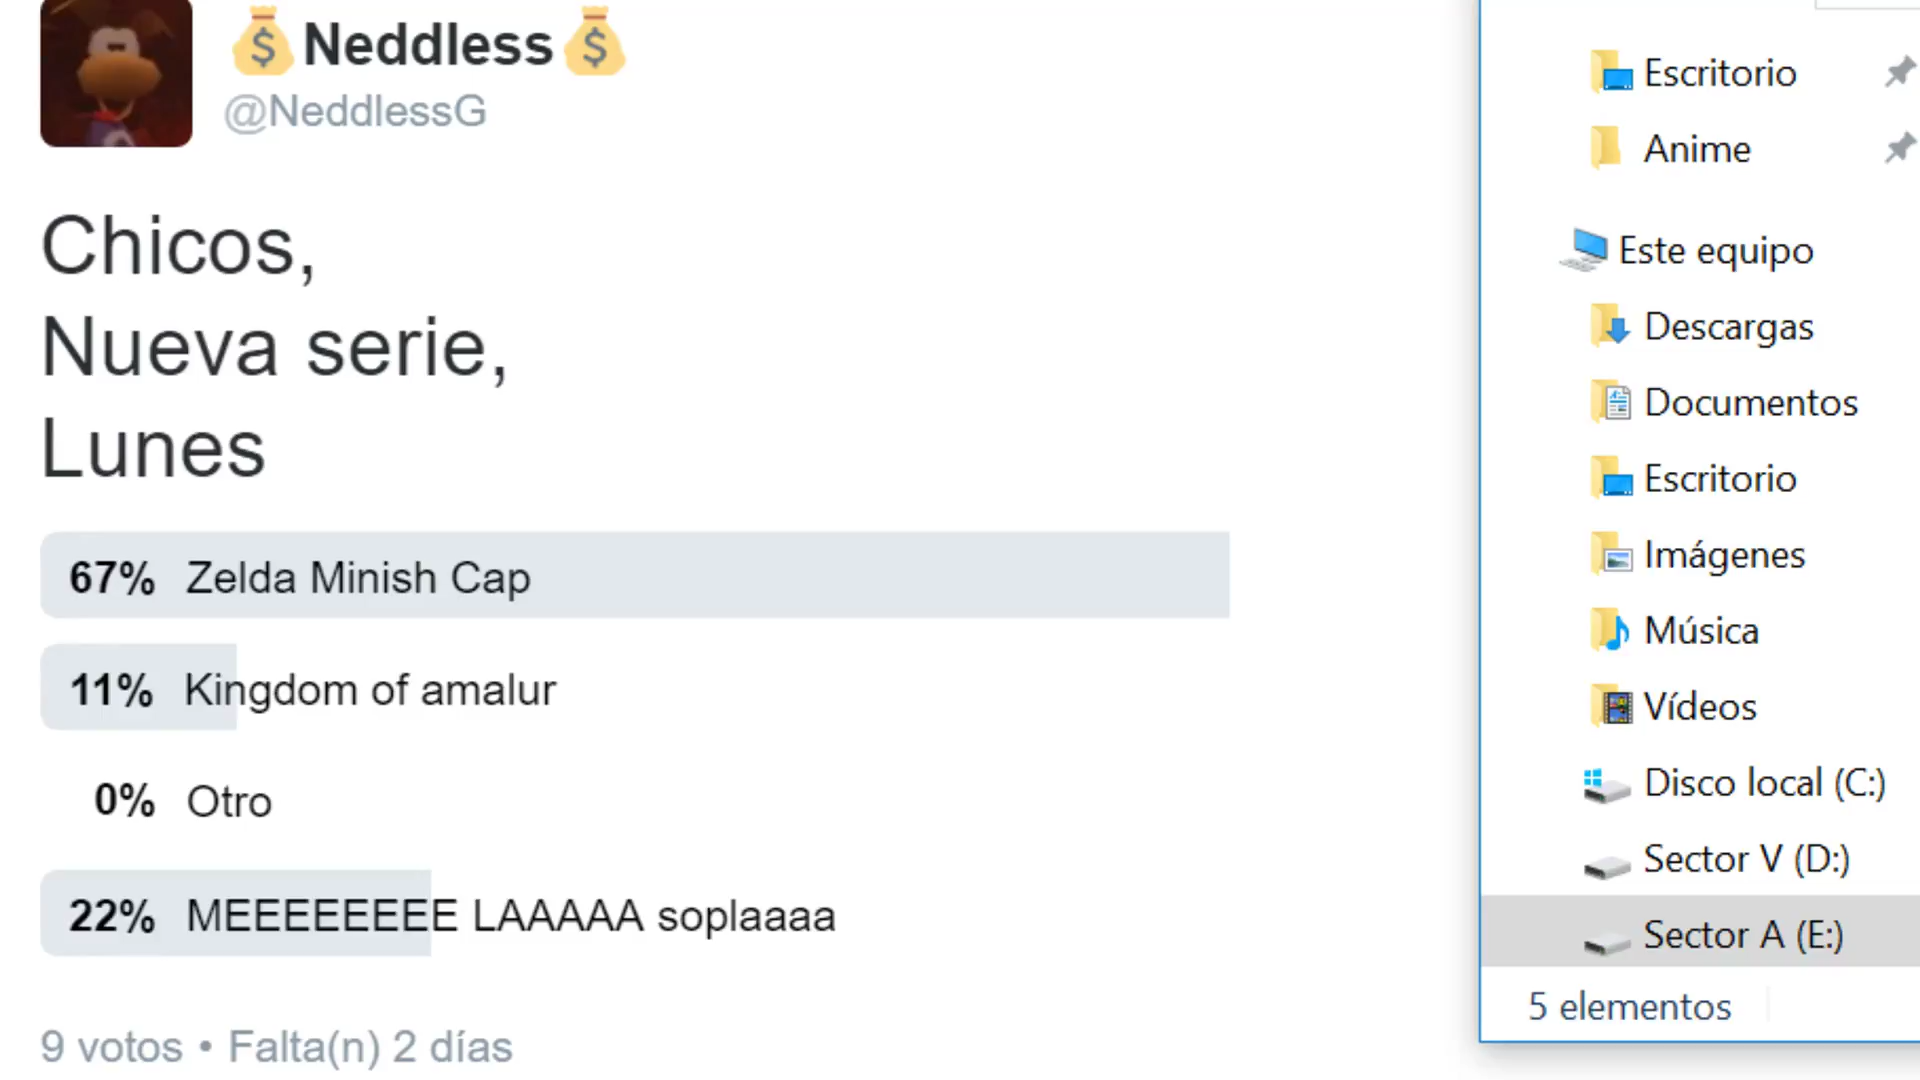 💰Neddless💰
@NeddlessG
Chicos,
Nueva serie,
Lunes
67% Zelda Minish Cap
11% Kingdom of amalur
0% Otro
22% MEEEEEEEE LAAAAA soplaaaa
9 votos • Falta(n) 2 días
Escritorio
Anime
Este equipo
Descargas
Documentos
Escritorio
Imágenes
Música
Vídeos
Disco local (C:)
Sector V (D:)
Sector A (E:)
5 elementos